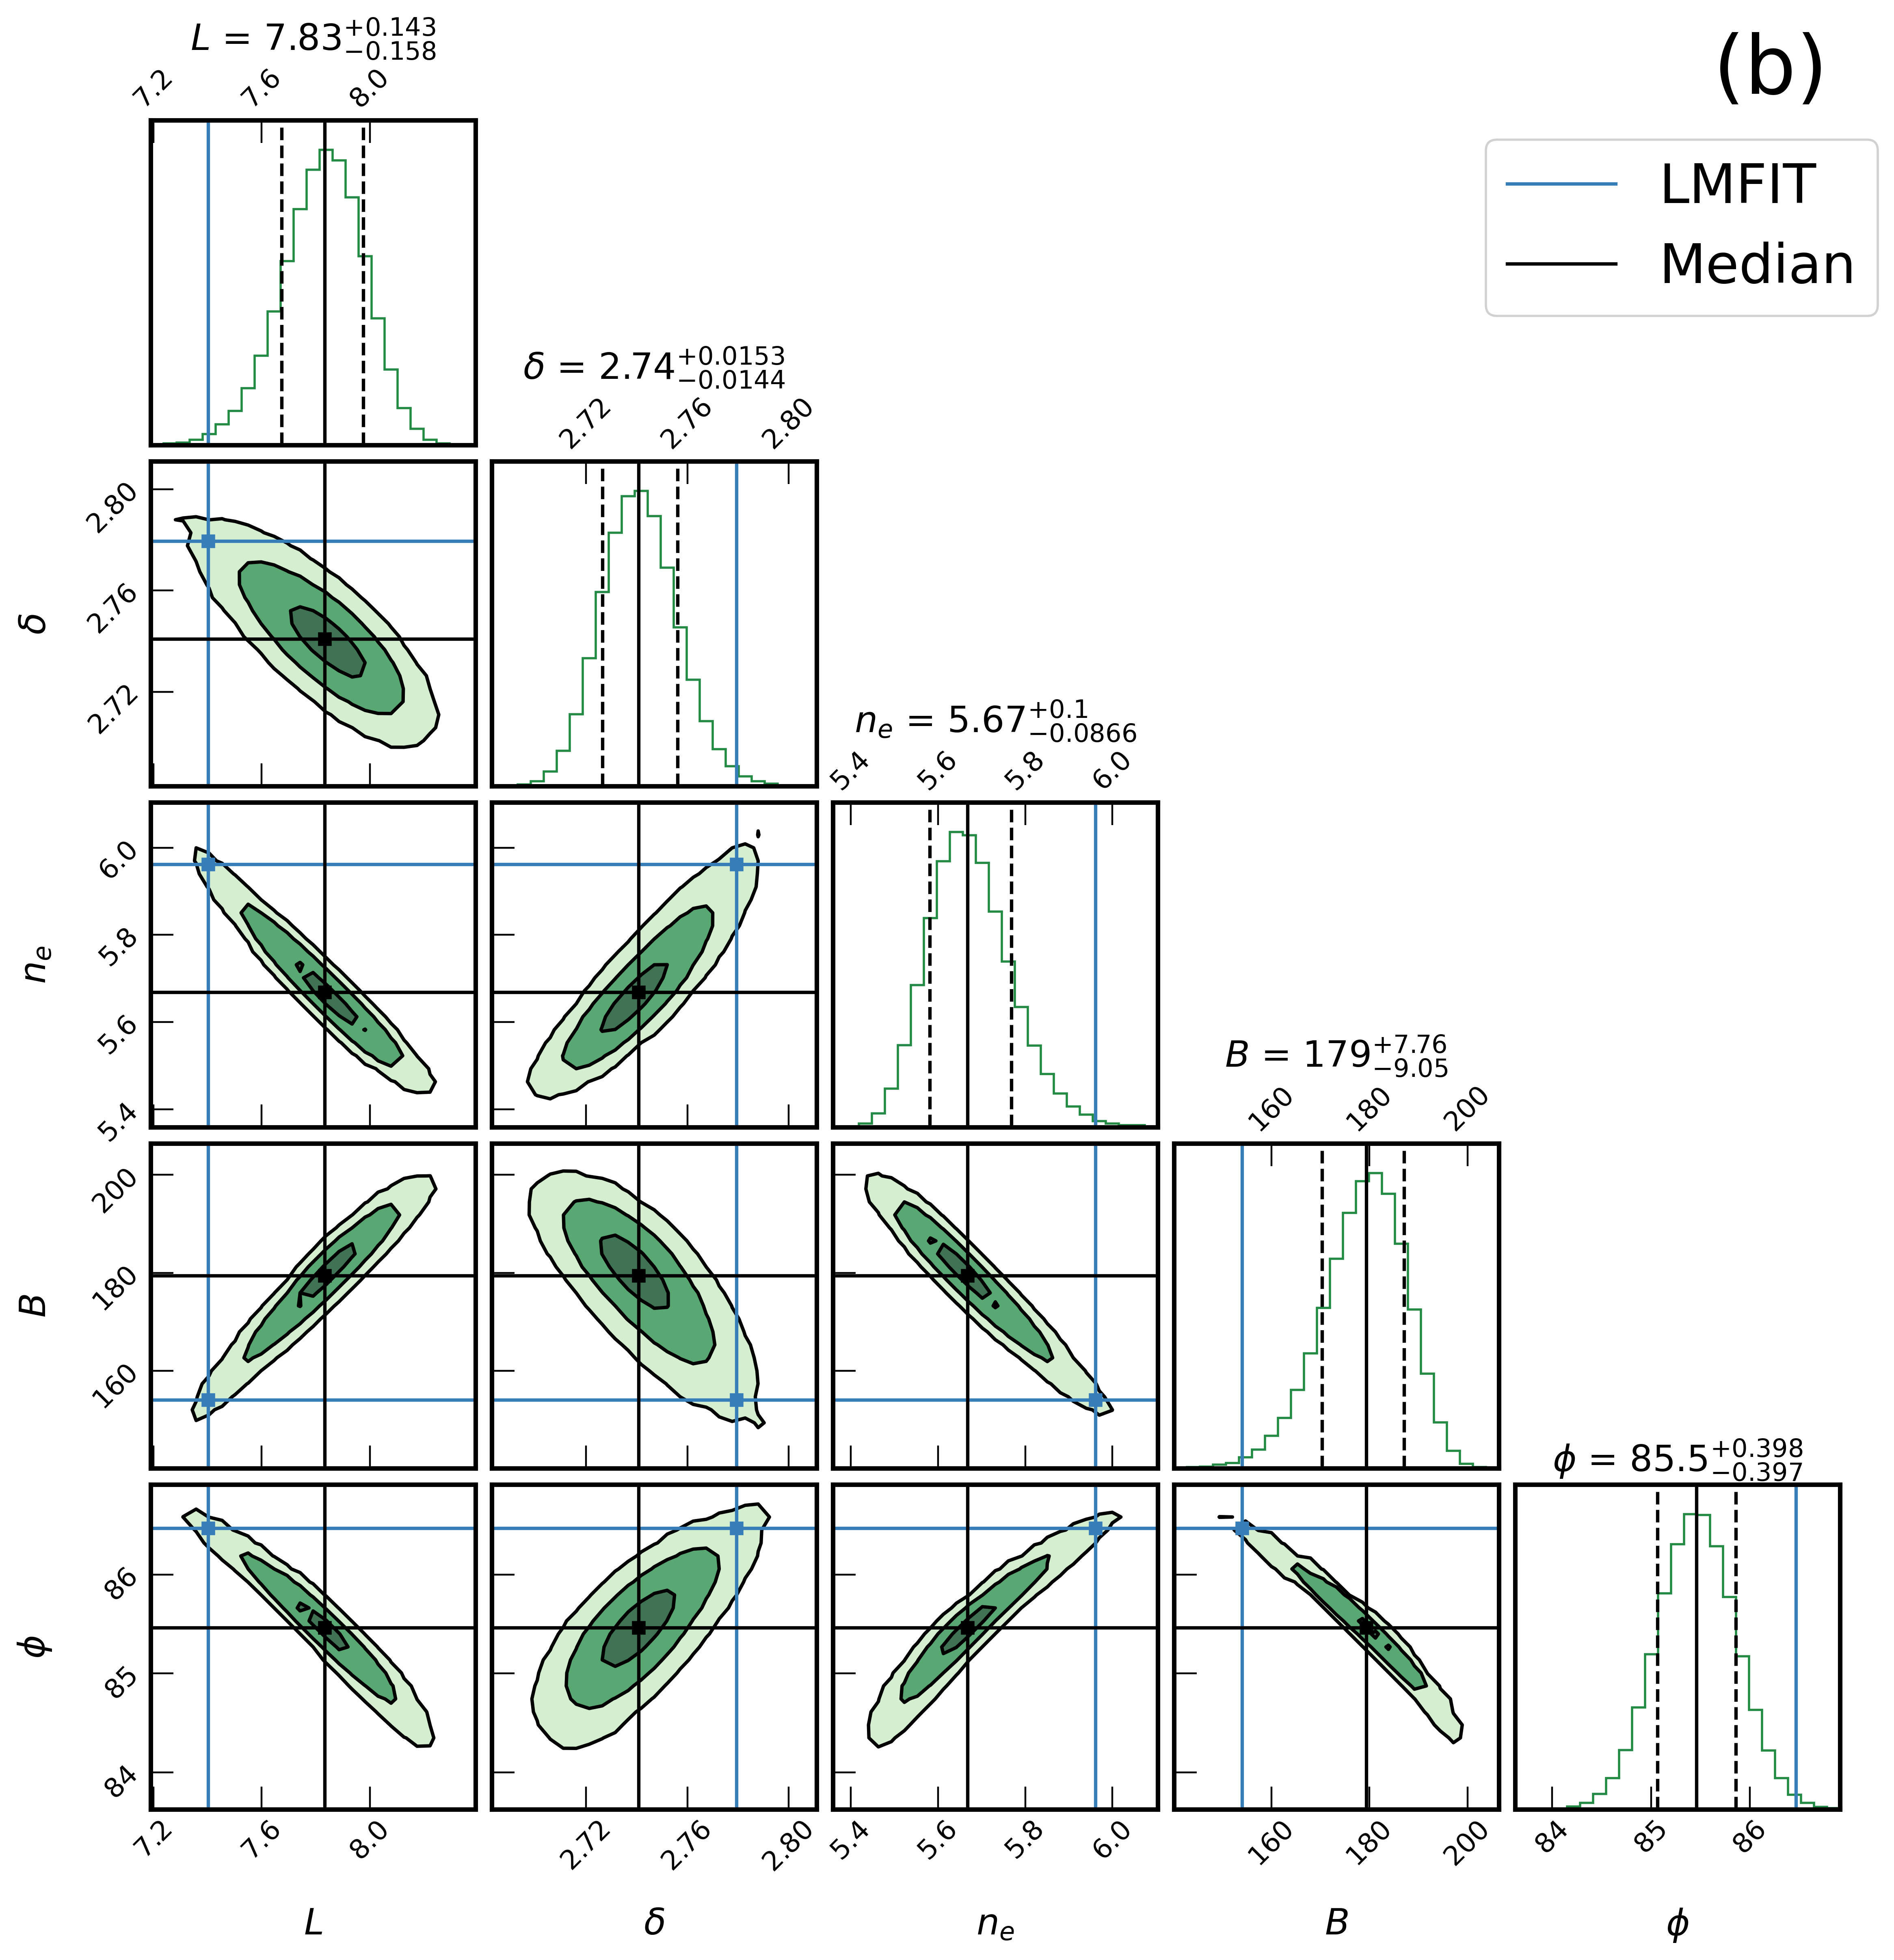 L = 7.83 +0.143 −0.158
(b)
7.2 7.6 8.0
LMFIT
Median
δ = 2.74 +0.0153 −0.0144
2.72 2.76 2.80
2.80
2.76
2.72
δ
n_e = 5.67 +0.1 −0.0866
5.4 5.6 5.8 6.0
6.0
5.8
5.6
5.4
n_e
B = 179 +7.76 −9.05
160 180 200
200
180
160
B
ϕ = 85.5 +0.398 −0.397
86
85
84
ϕ
7.2 7.6 8.0 2.72 2.76 2.80 5.4 5.6 5.8 6.0 160 180 200 84 85 86
L δ n_e B ϕ